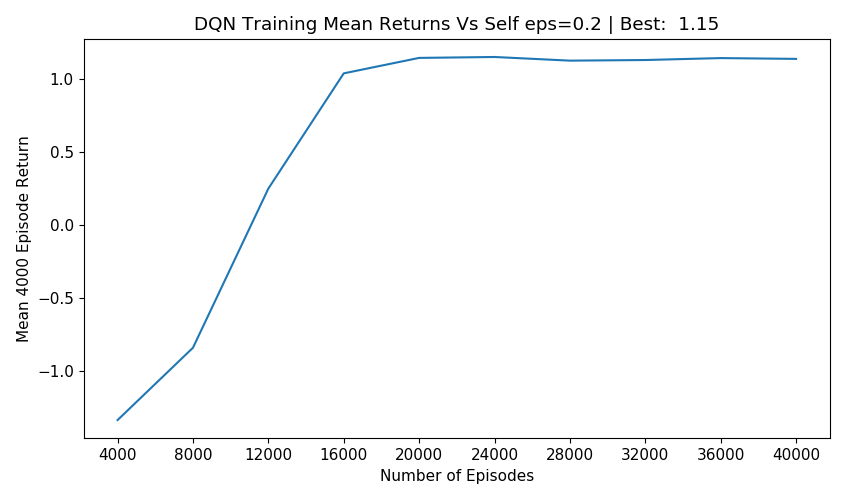 DQN Training Mean Returns Vs Self eps=0.2 | Best:  1.15
Mean 4000 Episode Return
1.0
0.5
0.0
−0.5
−1.0
4000 8000 12000 16000 20000 24000 28000 32000 36000 40000
Number of Episodes